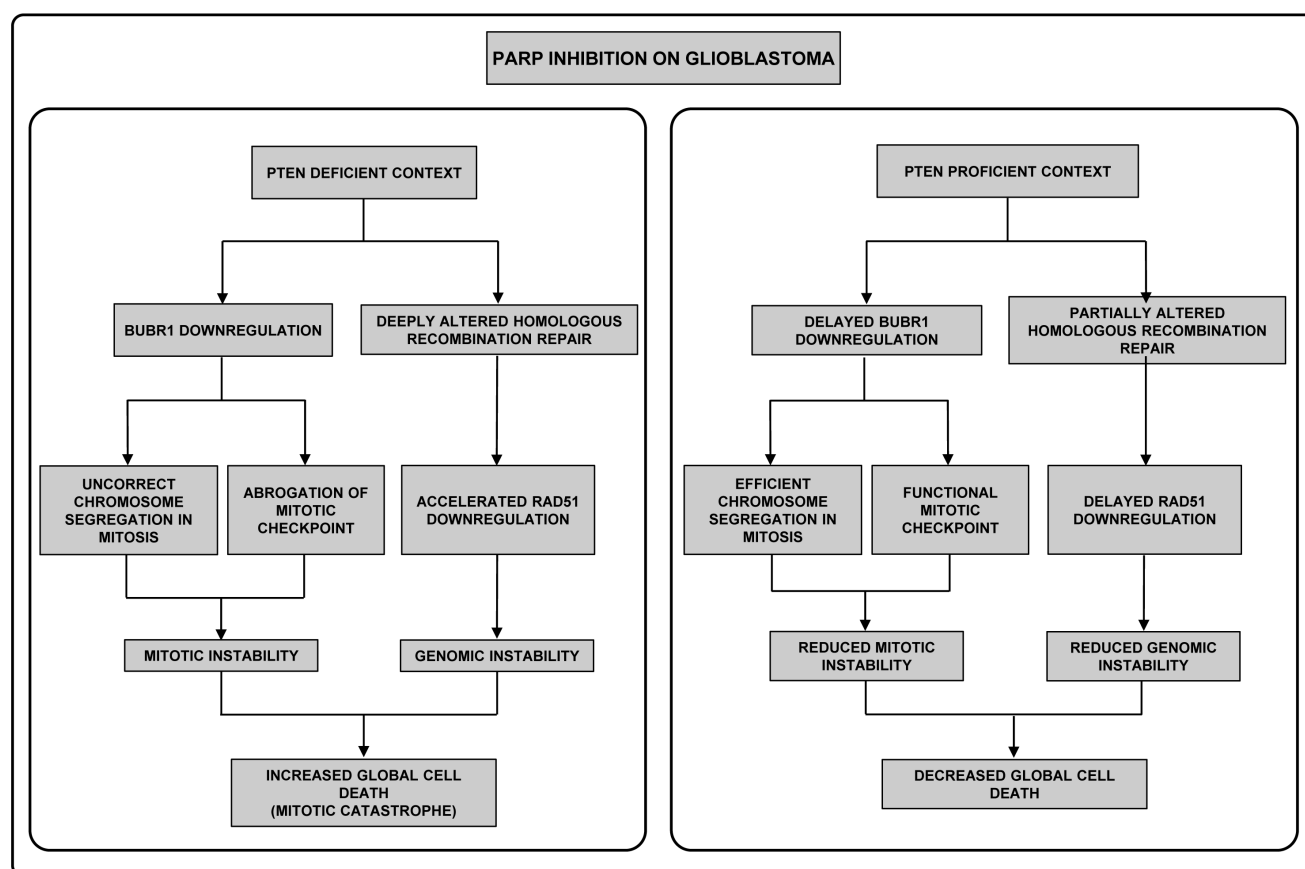 PARP INHIBITION ON GLIOBLASTOMA
PTEN DEFICIENT CONTEXT
BUBR1 DOWNREGULATION
DEEPLY ALTERED HOMOLOGOUS
RECOMBINATION REPAIR
UNCORRECT
CHROMOSOME
SEGREGATION IN
MITOSIS
ABROGATION OF
MITOTIC
CHECKPOINT
ACCELERATED RAD51
DOWNREGULATION
MITOTIC INSTABILITY
GENOMIC INSTABILITY
INCREASED GLOBAL CELL
DEATH
(MITOTIC CATASTROPHE)
PTEN PROFICIENT CONTEXT
DELAYED BUBR1
DOWNREGULATION
PARTIALLY ALTERED
HOMOLOGOUS RECOMBINATION
REPAIR
EFFICIENT
CHROMOSOME
SEGREGATION IN
MITOSIS
FUNCTIONAL
MITOTIC
CHECKPOINT
DELAYED RAD51
DOWNREGULATION
REDUCED MITOTIC
INSTABILITY
REDUCED GENOMIC
INSTABILITY
DECREASED GLOBAL CELL
DEATH